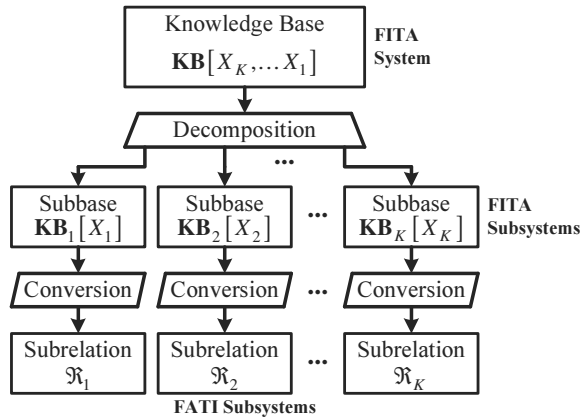 Knowledge Base
KB[X_K,…X_1]
FITA
System
Decomposition
...
Subbase
KB_1[X_1]
Subbase
KB_2[X_2]
...
Subbase
KB_K[X_K]
FITA
Subsystems
Conversion
Conversion
...
Conversion
Subrelation
ℜ_1
Subrelation
ℜ_2
...
Subrelation
ℜ_K
FATI Subsystems